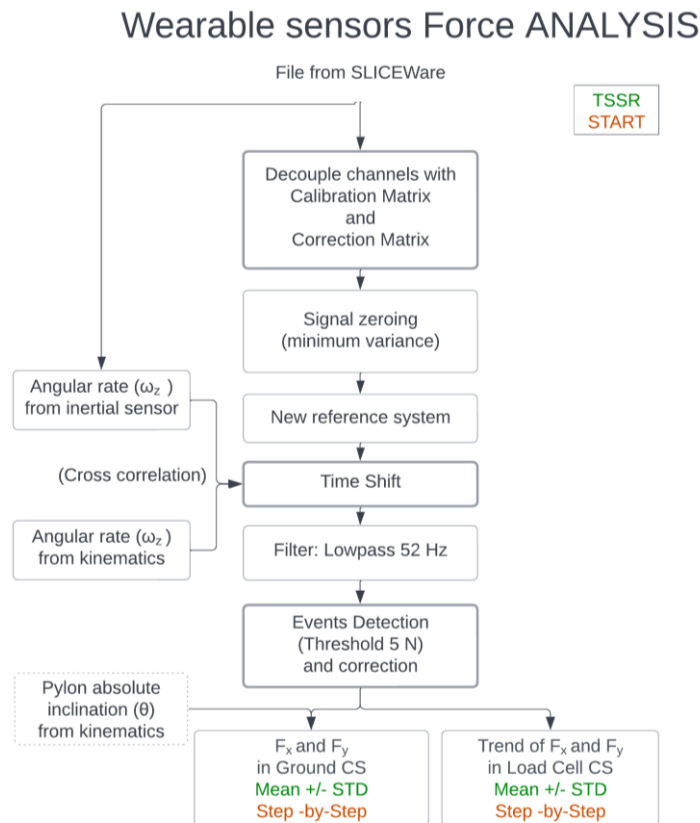 Wearable sensors Force ANALYSIS
File from SLICEWare
TSSR
START
Decouple channels with
Calibration Matrix
and
Correction Matrix
Signal zeroing
(minimum variance)
Angular rate (ωz )
from inertial sensor
New reference system
(Cross correlation)
Time Shift
Angular rate (ωz)
from kinematics
Filter: Lowpass 52 Hz
Events Detection
(Threshold 5 N)
and correction
Pylon absolute
inclination (θ)
from kinematics
Fx and Fy
in Ground CS
Mean +/- STD
Step -by-Step
Trend of Fx and Fy
in Load Cell CS
Mean +/- STD
Step -by-Step